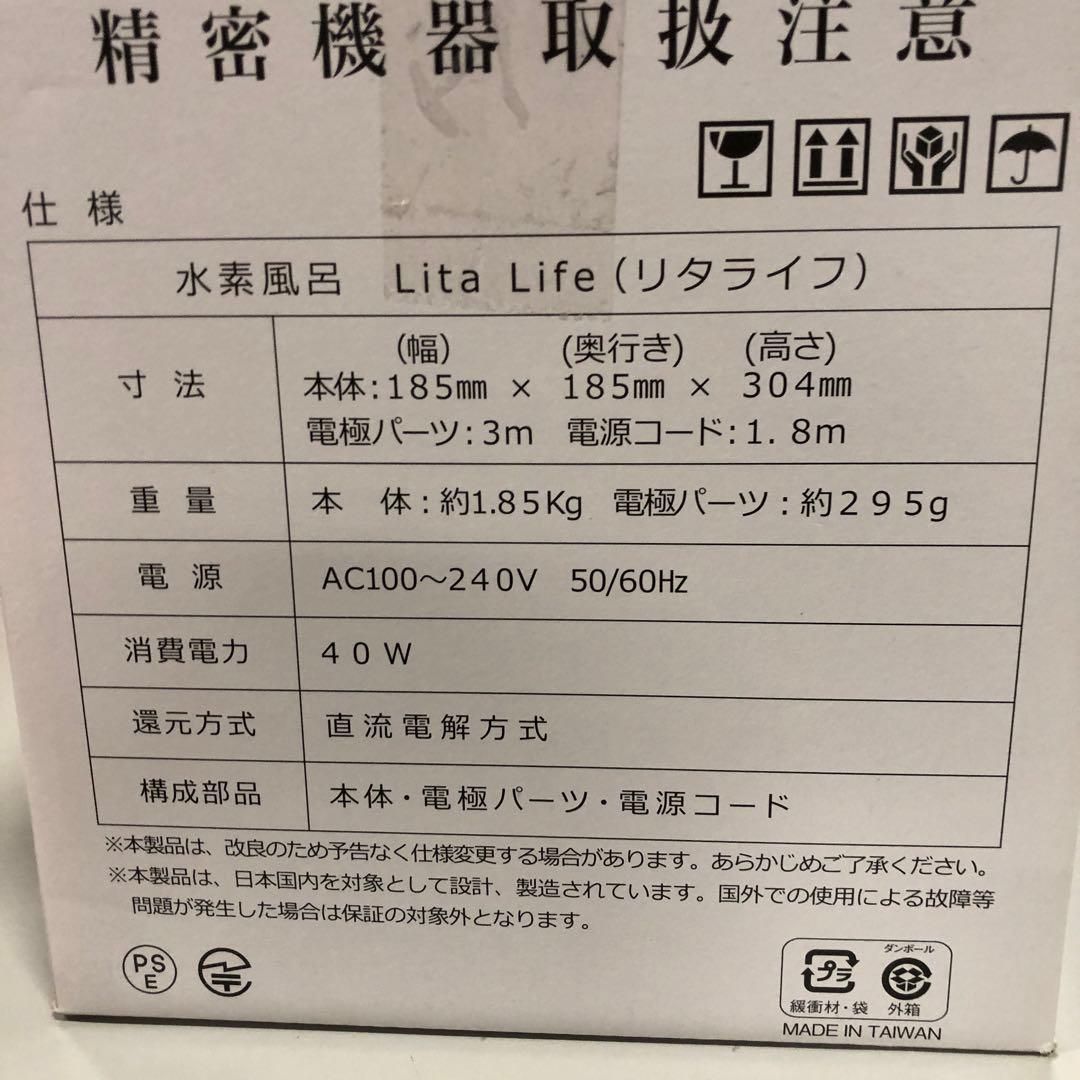 精密機器取扱注意
仕様
水素風呂 Lita Life（リタライフ）
寸法
(幅) (奥行き) (高さ)
本体：185㎜ × 185㎜ × 304㎜
電極パーツ：3m 電源コード：1.8m
重量
本 体：約1.85Kg 電極パーツ：約295g
電源
AC100～240V 50/60Hz
消費電力
40W
還元方式
直流電解方式
構成部品
本体・電極パーツ・電源コード
※本製品は、改良のため予告なく仕様変更する場合があります。あらかじめご了承ください。
※本製品は、日本国内を対象として設計、製造されています。国外での使用による故障等
問題が発生した場合は保証の対象外となります。
PS
E
プラ
緩衝材・袋
ダンボール
外箱
MADE IN TAIWAN